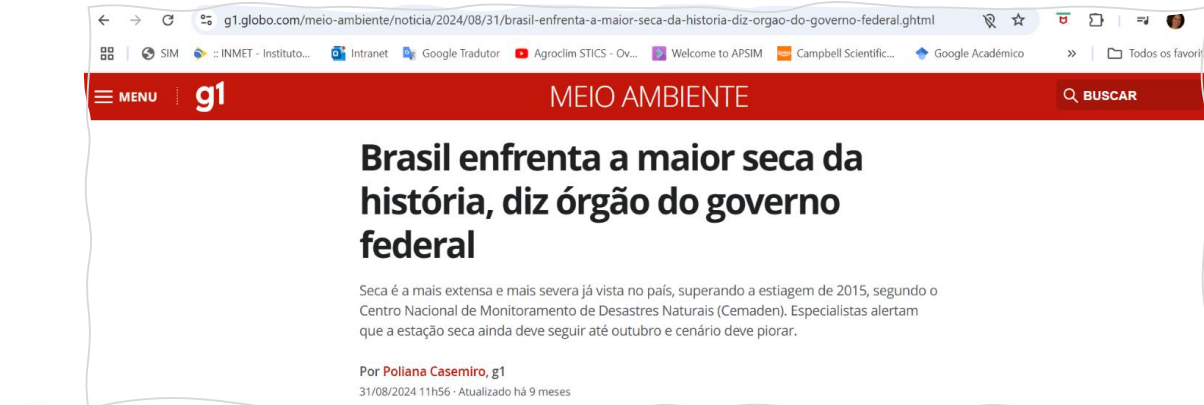 g1.globo.com/meio-ambiente/noticia/2024/08/31/brasil-enfrenta-a-maior-seca-da-historia-diz-orgao-do-governo-federal.ghtml
SIM :: INMET - Instituto... Intranet Google Tradutor Agroclim STICS - Ov... Welcome to APSIM Campbell Scientific... Google Acadêmico » Todos os favorit
MENU g1 MEIO AMBIENTE BUSCAR
Brasil enfrenta a maior seca da
história, diz órgão do governo
federal
Seca é a mais extensa e mais severa já vista no país, superando a estiagem de 2015, segundo o
Centro Nacional de Monitoramento de Desastres Naturais (Cemaden). Especialistas alertam
que a estação seca ainda deve seguir até outubro e cenário deve piorar.
Por Poliana Casemiro, g1
31/08/2024 11h56 · Atualizado há 9 meses